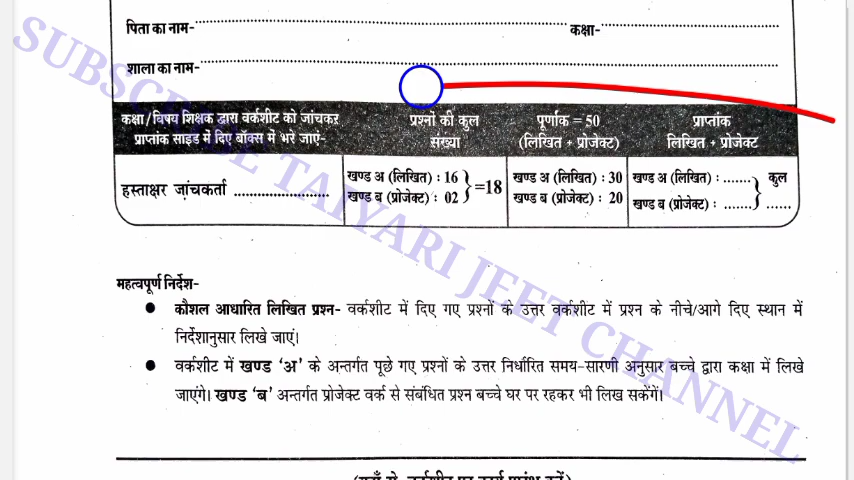 पिता का नाम- कक्षा-
शाला का नाम-
कक्षा/विषय शिक्षक द्वारा वर्कशीट को जांचकर
प्राप्तांक साइड में दिए बॉक्स में भरे जाएं-
प्रश्नों की कुल
संख्या
पूर्णांक = 50
(लिखित + प्रोजेक्ट)
प्राप्तांक
लिखित + प्रोजेक्ट
हस्ताक्षर जांचकर्ता ......................
खण्ड अ (लिखित) : 16
खण्ड ब (प्रोजेक्ट) : 02
=18
खण्ड अ (लिखित) : 30
खण्ड ब (प्रोजेक्ट) : 20
खण्ड अ (लिखित) : .......
खण्ड ब (प्रोजेक्ट) : .......
कुल
......
महत्वपूर्ण निर्देश-
● कौशल आधारित लिखित प्रश्न- वर्कशीट में दिए गए प्रश्नों के उत्तर वर्कशीट में प्रश्न के नीचे/आगे दिए स्थान में
निर्देशानुसार लिखे जाएं।
● वर्कशीट में खण्ड ‘अ’ के अन्तर्गत पूछे गए प्रश्नों के उत्तर निर्धारित समय-सारणी अनुसार बच्चे द्वारा कक्षा में लिखे
जाएंगे। खण्ड ‘ब’ अन्तर्गत प्रोजेक्ट वर्क से संबंधित प्रश्न बच्चे घर पर रहकर भी लिख सकेंगे।
SUBSCRIBE TAIYARI JEET CHANNEL